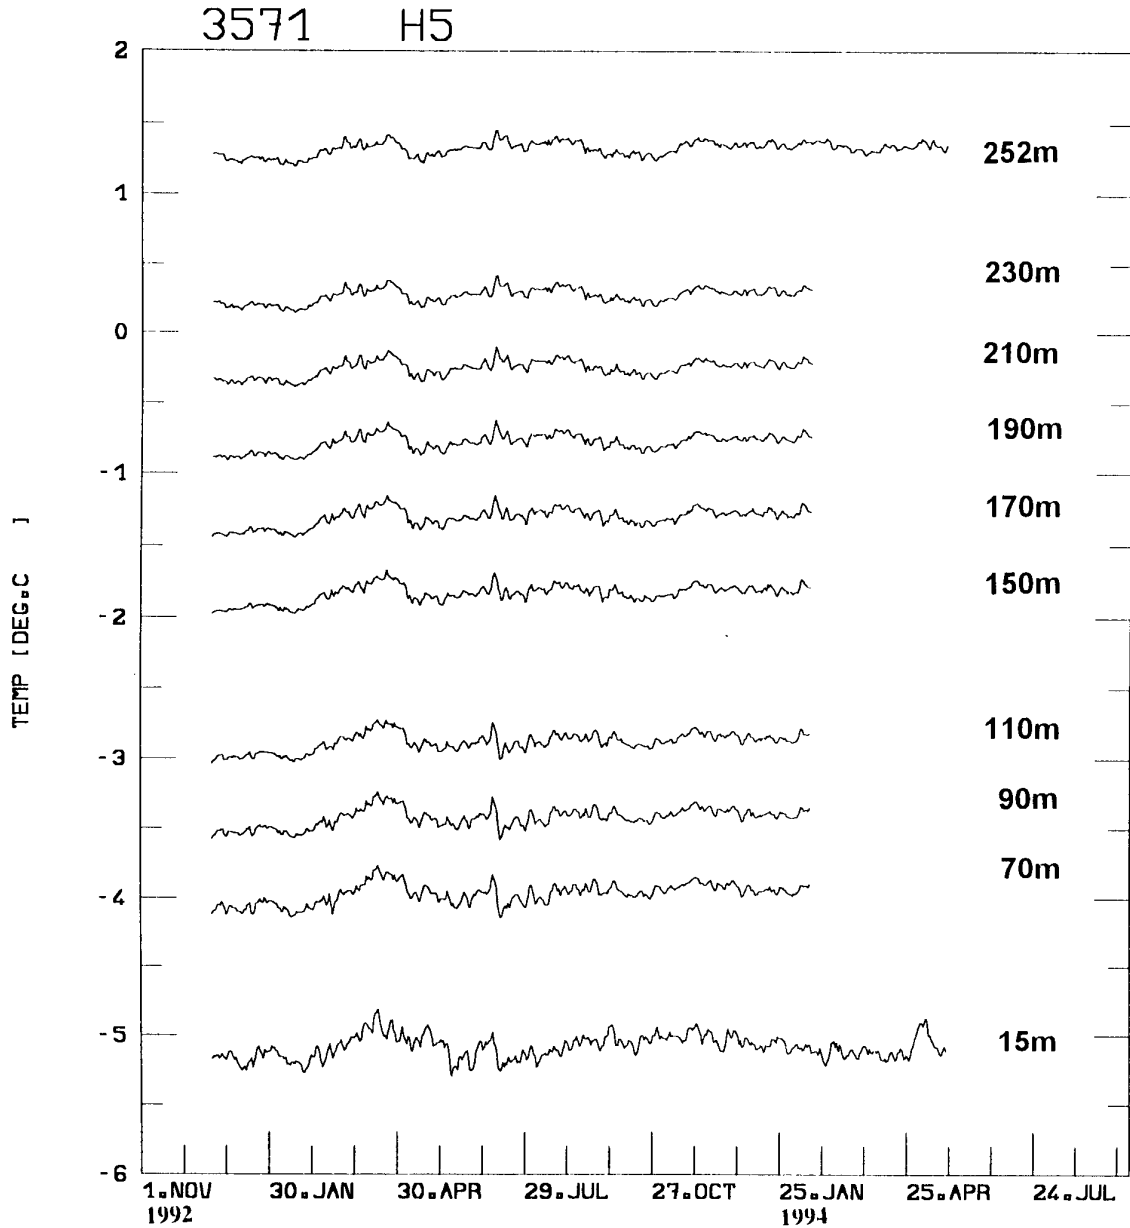 3571 H5
2
252m
1
230m
0
210m
190m
-1
170m
TEMP [DEG.C ]
150m
-2
110m
-3
90m
70m
-4
-5
15m
-6
1.NOV 30.JAN 30.APR 29.JUL 27.OCT 25.JAN 25.APR 24.JUL
1992 1994